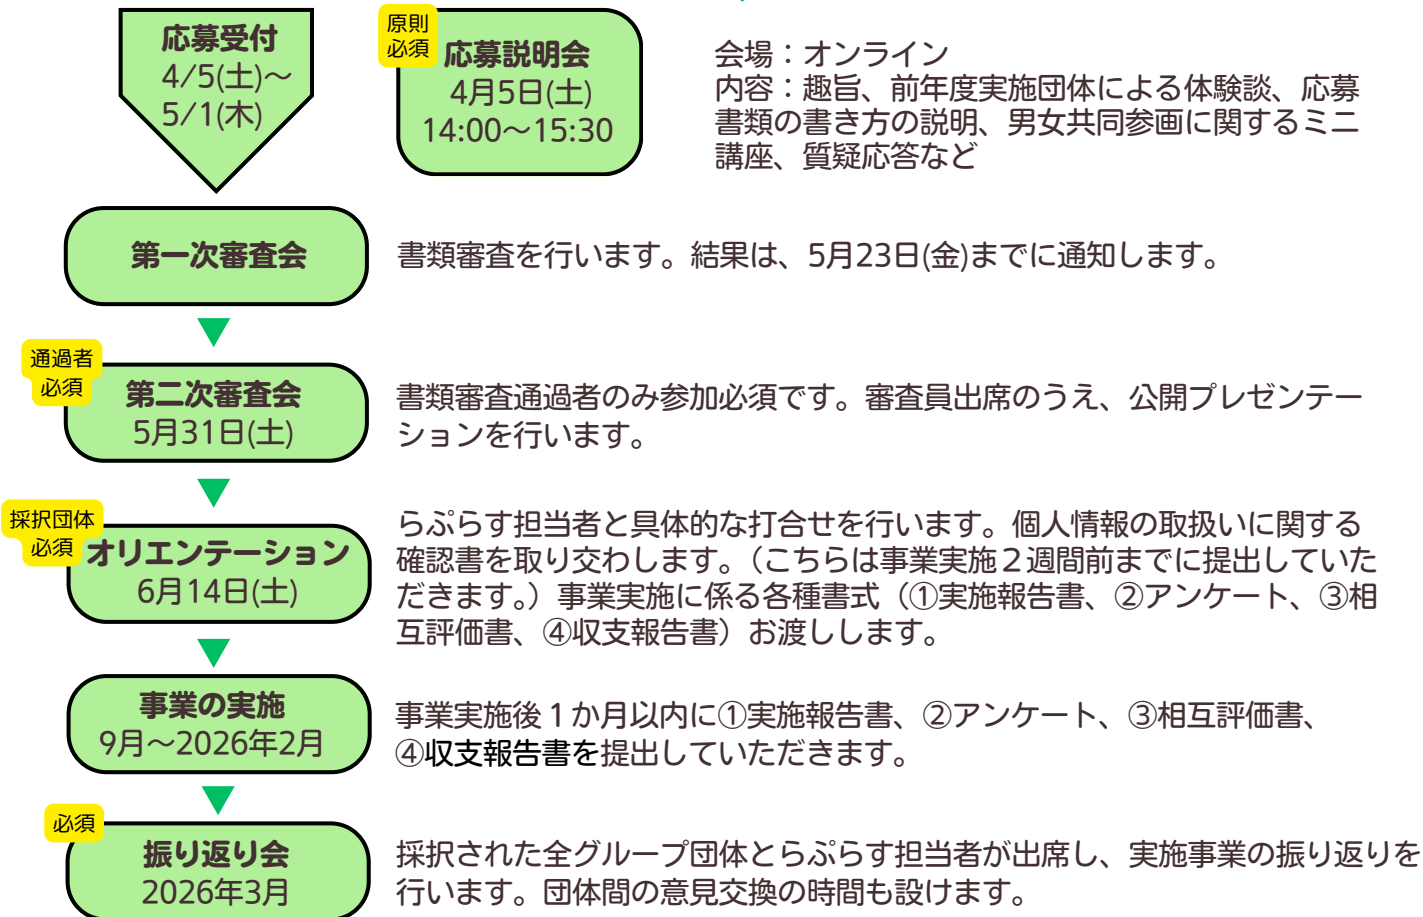 応募受付
4/5(土)～
5/1(木)
原則
必須
応募説明会
4月5日(土)
14:00～15:30
会場：オンライン
内容：趣旨、前年度実施団体による体験談、応募
書類の書き方の説明、男女共同参画に関するミニ
講座、質疑応答など
第一次審査会
書類審査を行います。結果は、5月23日(金)までに通知します。
通過者
必須
第二次審査会
5月31日(土)
書類審査通過者のみ参加必須です。審査員出席のうえ、公開プレゼンテー
ションを行います。
採択団体
必須
オリエンテーション
6月14日(土)
らぷらす担当者と具体的な打合せを行います。個人情報の取扱いに関する
確認書を取り交わします。（こちらは事業実施２週間前までに提出していた
だきます。）事業実施に係る各種書式（①実施報告書、②アンケート、③相
互評価書、④収支報告書）お渡しします。
事業の実施
9月～2026年2月
事業実施後１か月以内に①実施報告書、②アンケート、③相互評価書、
④収支報告書を提出していただきます。
必須
振り返り会
2026年3月
採択された全グループ団体とらぷらす担当者が出席し、実施事業の振り返りを
行います。団体間の意見交換の時間も設けます。